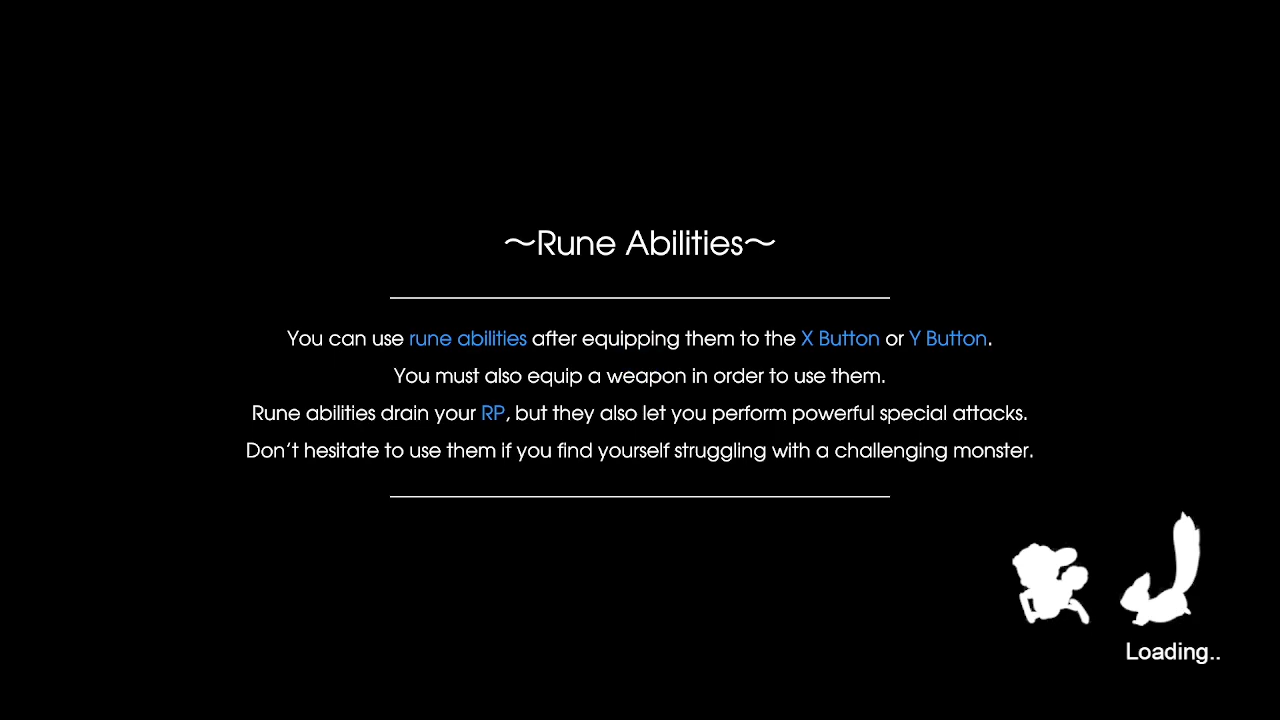 ～Rune Abilities～
You can use rune abilities after equipping them to the X Button or Y Button.
You must also equip a weapon in order to use them.
Rune abilities drain your RP, but they also let you perform powerful special attacks.
Don’t hesitate to use them if you find yourself struggling with a challenging monster.
Loading..